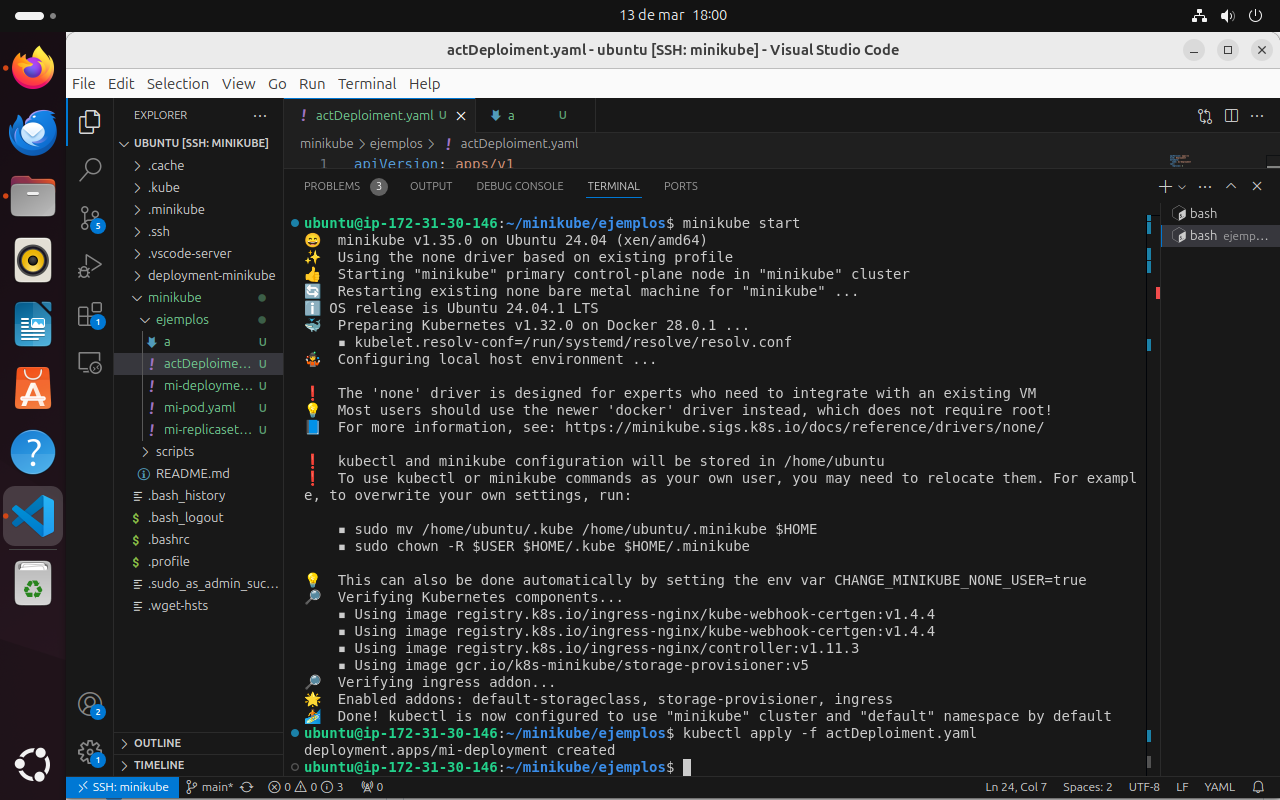 13 de mar 18:00
actDeploiment.yaml - ubuntu [SSH: minikube] - Visual Studio Code
File Edit Selection View Go Run Terminal Help
EXPLORER
UBUNTU [SSH: MINIKUBE]
.cache
.kube
.minikube
.ssh
.vscode-server
deployment-minikube
minikube
ejemplos
a U
actDeploime... U
mi-deployme... U
mi-pod.yaml U
mi-replicaset... U
scripts
README.md
.bash_history
.bash_logout
.bashrc
.profile
.sudo_as_admin_suc...
.wget-hsts
OUTLINE
TIMELINE
5
1
2
1
actDeploiment.yaml U
a U
minikube > ejemplos > ! actDeploiment.yaml
1 apiVersion: apps/v1
PROBLEMS 3 OUTPUT DEBUG CONSOLE TERMINAL PORTS
bash
bash ejemp...
ubuntu@ip-172-31-30-146:~/minikube/ejemplos$ minikube start
😄 minikube v1.35.0 on Ubuntu 24.04 (xen/amd64)
✨ Using the none driver based on existing profile
👍 Starting "minikube" primary control-plane node in "minikube" cluster
🔄 Restarting existing none bare metal machine for "minikube" ...
ℹ️ OS release is Ubuntu 24.04.1 LTS
🐳 Preparing Kubernetes v1.32.0 on Docker 28.0.1 ...
▪ kubelet.resolv-conf=/run/systemd/resolve/resolv.conf
🤹 Configuring local host environment ...
❗ The 'none' driver is designed for experts who need to integrate with an existing VM
💡 Most users should use the newer 'docker' driver instead, which does not require root!
📘 For more information, see: https://minikube.sigs.k8s.io/docs/reference/drivers/none/
❗ kubectl and minikube configuration will be stored in /home/ubuntu
❗ To use kubectl or minikube commands as your own user, you may need to relocate them. For exampl
e, to overwrite your own settings, run:
▪ sudo mv /home/ubuntu/.kube /home/ubuntu/.minikube $HOME
▪ sudo chown -R $USER $HOME/.kube $HOME/.minikube
💡 This can also be done automatically by setting the env var CHANGE_MINIKUBE_NONE_USER=true
🔎 Verifying Kubernetes components...
▪ Using image registry.k8s.io/ingress-nginx/kube-webhook-certgen:v1.4.4
▪ Using image registry.k8s.io/ingress-nginx/kube-webhook-certgen:v1.4.4
▪ Using image registry.k8s.io/ingress-nginx/controller:v1.11.3
▪ Using image gcr.io/k8s-minikube/storage-provisioner:v5
🔎 Verifying ingress addon...
🌟 Enabled addons: default-storageclass, storage-provisioner, ingress
🏄 Done! kubectl is now configured to use "minikube" cluster and "default" namespace by default
ubuntu@ip-172-31-30-146:~/minikube/ejemplos$ kubectl apply -f actDeploiment.yaml
deployment.apps/mi-deployment created
ubuntu@ip-172-31-30-146:~/minikube/ejemplos$
SSH: minikube main* 0 0 3 0 Ln 24, Col 7 Spaces: 2 UTF-8 LF YAML